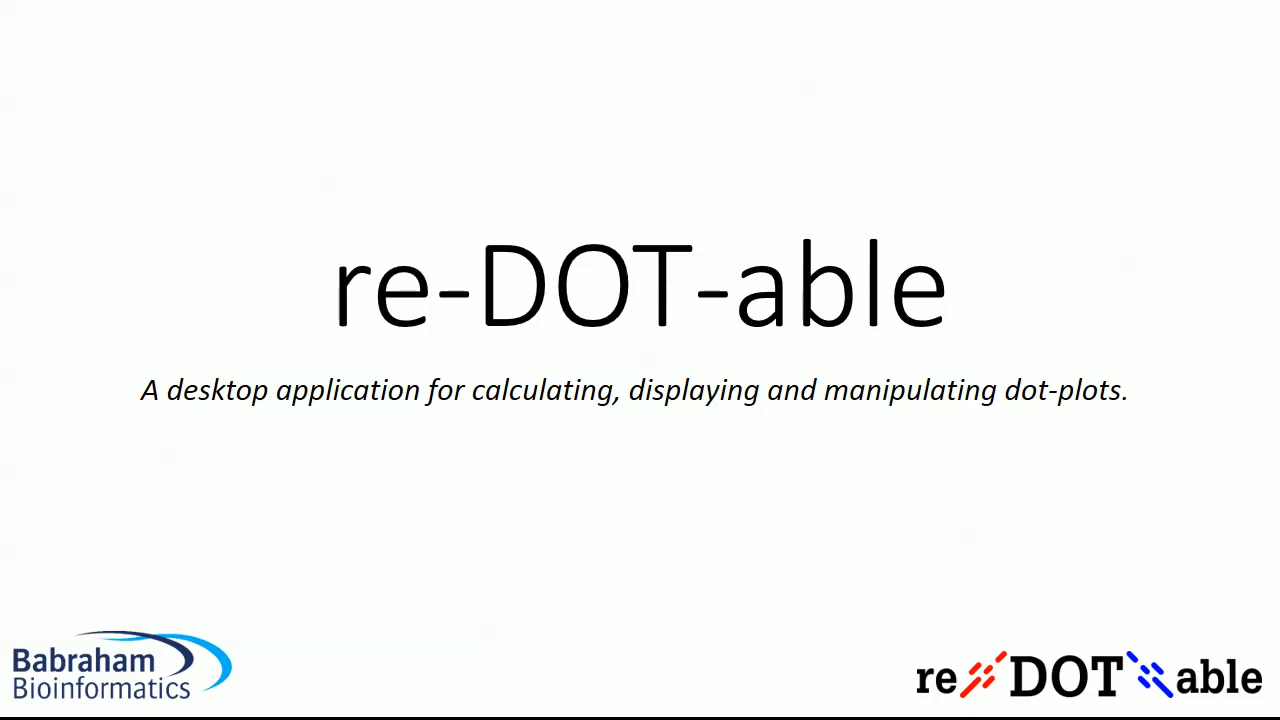 re-DOT-able
A desktop application for calculating, displaying and manipulating dot-plots.
Babraham
Bioinformatics
re DOT able